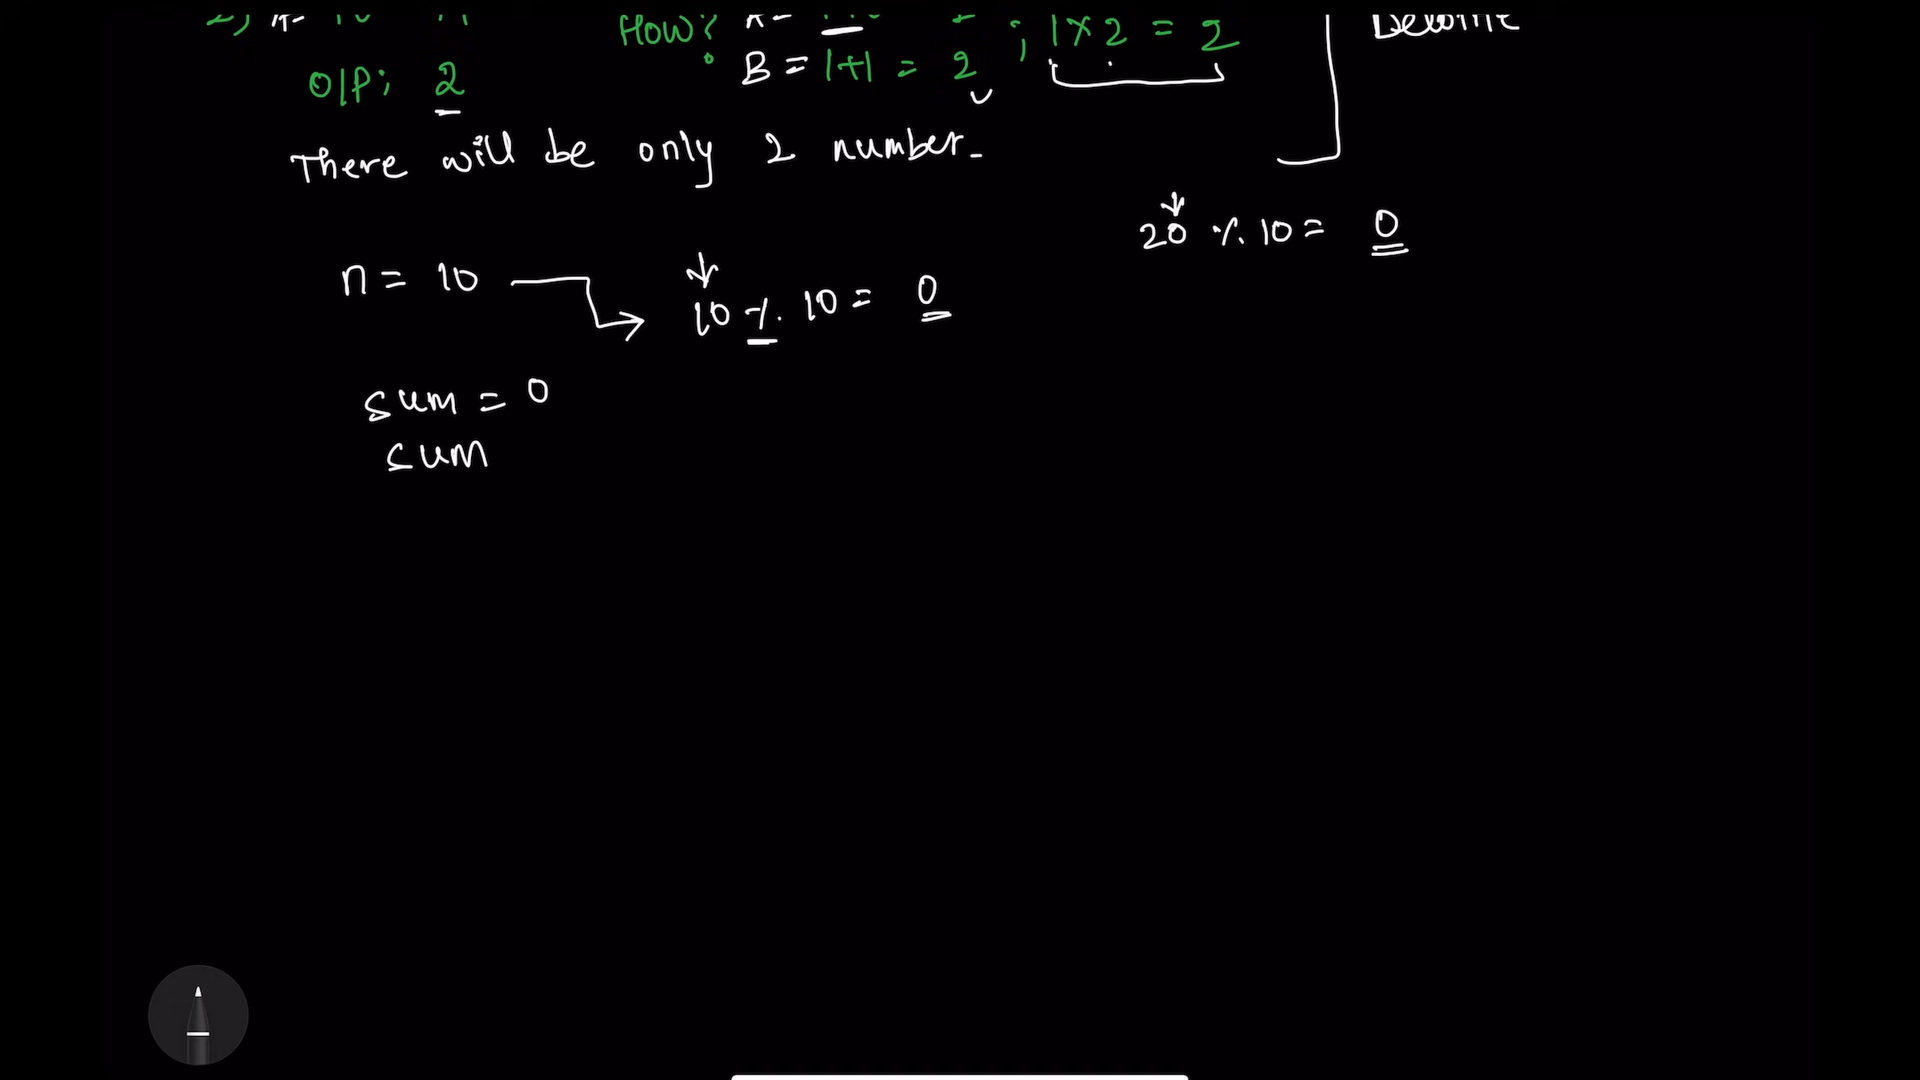 How? B = 1+1 = 2 ; 1 × 2 = 2
O/P; 2
There will be only 2 number.
20 % 10 = 0
n = 10 → 10 % 10 = 0
sum = 0
sum